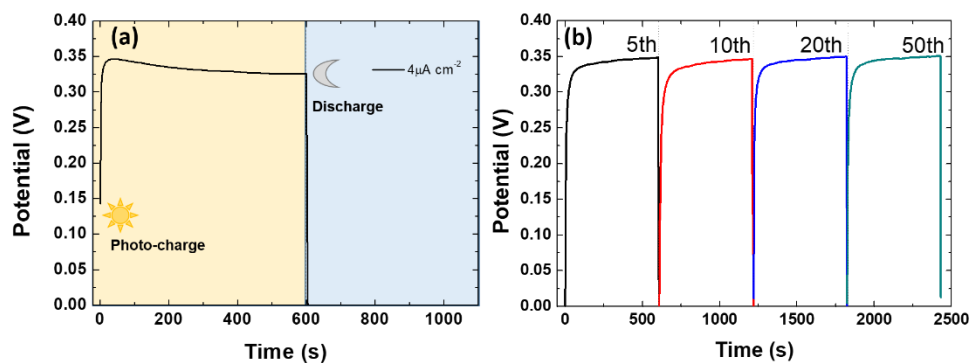 (a)
4μA cm-2
Discharge
Photo-charge
0.40
0.35
0.30
0.25
0.20
0.15
0.10
0.05
0.00
Potential (V)
0 200 400 600 800 1000
Time (s)
(b)
5th 10th 20th 50th
0.40
0.35
0.30
0.25
0.20
0.15
0.10
0.05
0.00
Potential (V)
0 500 1000 1500 2000 2500
Time (s)